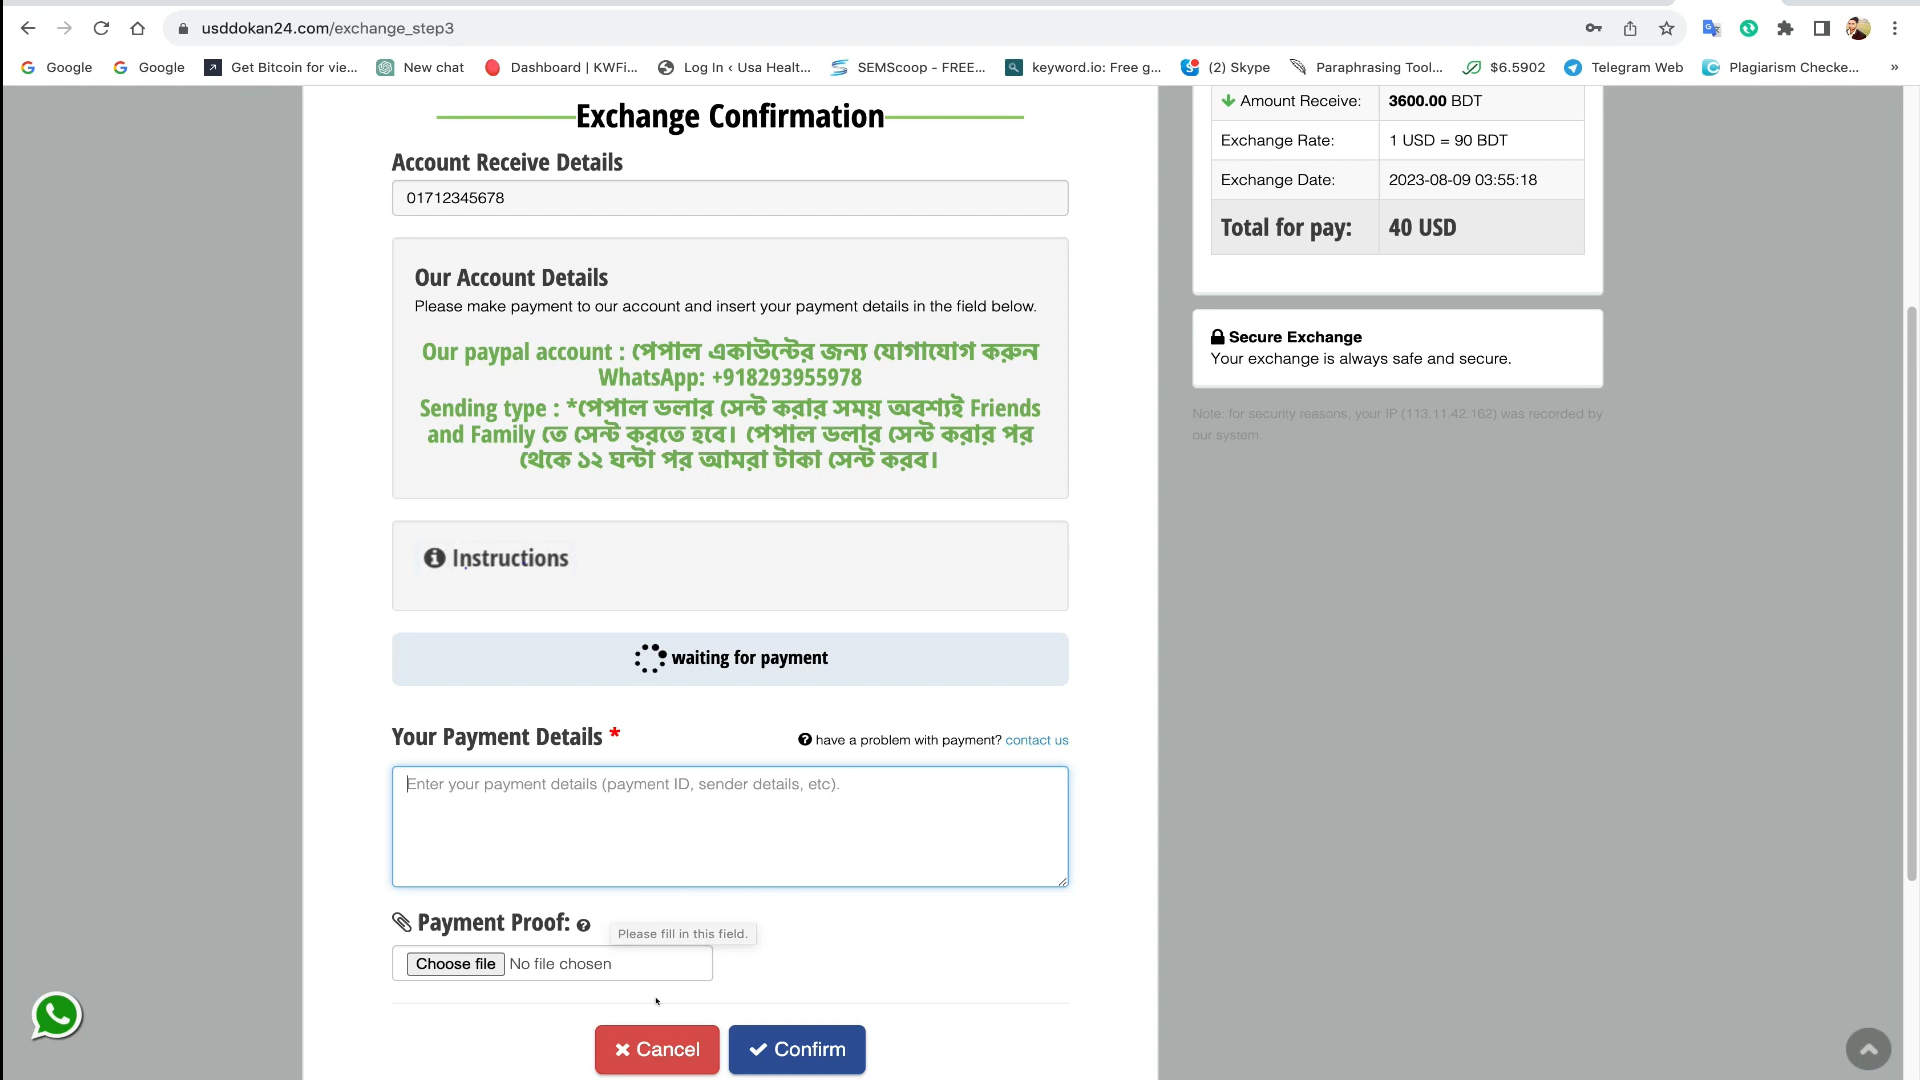 usddokan24.com/exchange_step3
Google
Google
Get Bitcoin for vie...
New chat
Dashboard | KWFi...
Log In ‹ Usa Healt...
SEMScoop - FREE...
keyword.io: Free g...
(2) Skype
Paraphrasing Tool...
$6.5902
Telegram Web
Plagiarism Checke...
»
Exchange Confirmation
Account Receive Details
01712345678
Our Account Details
Please make payment to our account and insert your payment details in the field below.
Our paypal account : পেপাল একাউন্টের জন্য যোগাযোগ করুন
WhatsApp: +918293955978
Sending type : *পেপাল ডলার সেন্ট করার সময় অবশ্যই Friends
and Family তে সেন্ট করতে হবে। পেপাল ডলার সেন্ট করার পর
থেকে ১২ ঘন্টা পর আমরা টাকা সেন্ট করব।
Instructions
waiting for payment
Your Payment Details *
have a problem with payment? contact us
Enter your payment details (payment ID, sender details, etc).
Payment Proof:
Please fill in this field.
Choose file No file chosen
Cancel
Confirm
Amount Receive: 3600.00 BDT
Exchange Rate: 1 USD = 90 BDT
Exchange Date: 2023-08-09 03:55:18
Total for pay: 40 USD
Secure Exchange
Your exchange is always safe and secure.
Note: for security reasons, your IP (113.11.42.162) was recorded by
our system.